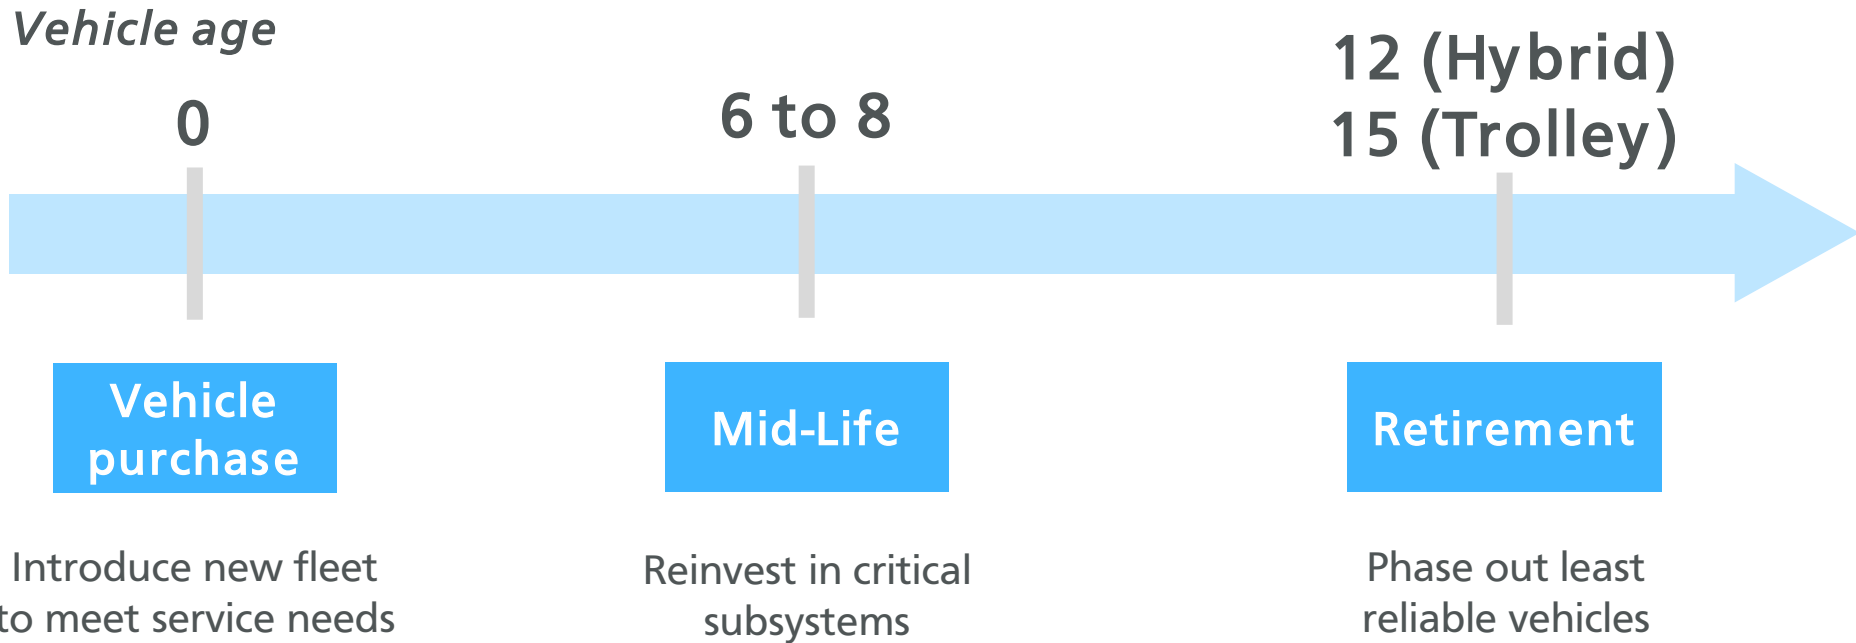 Vehicle age
0
6 to 8
12 (Hybrid)
15 (Trolley)
Vehicle
purchase
Mid-Life
Retirement
Introduce new fleet
to meet service needs
Reinvest in critical
subsystems
Phase out least
reliable vehicles